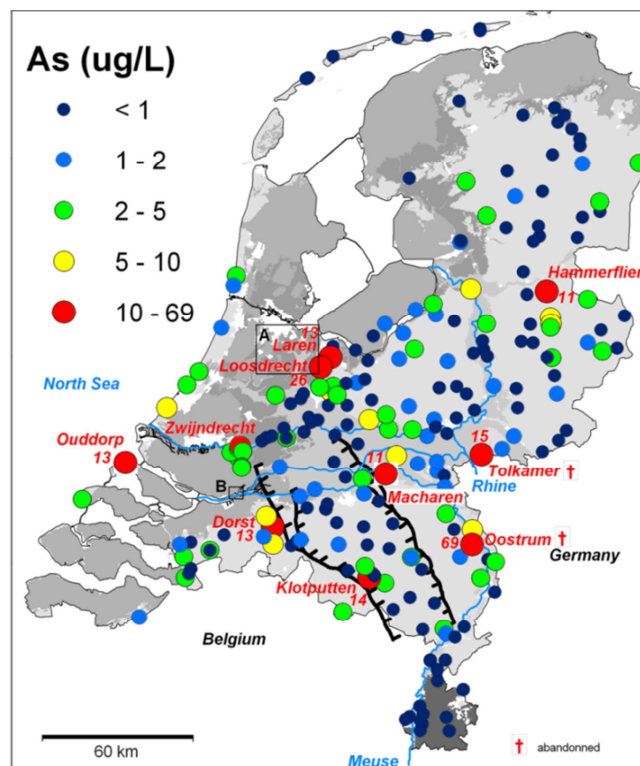 As (ug/L)
< 1
1 - 2
2 - 5
5 - 10
10 - 69
Hammerflier
11
A
13
Laren
Loosdrecht
26
North Sea
Zwijndrecht
Ouddorp
13
15
Tolkamer †
11
Rhine
B
Macharen
Dorst
13
69 Oostrum †
Germany
Klotputten
14
Belgium
60 km
† abandonned
Meuse